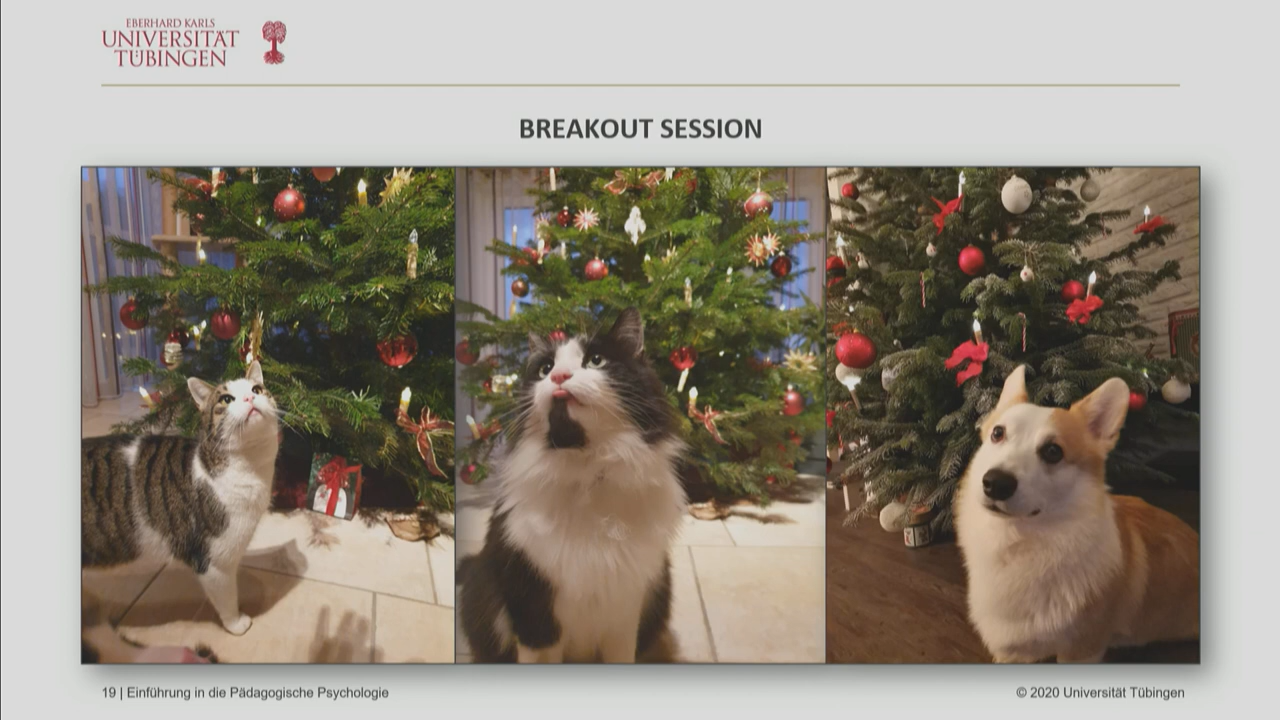 EBERHARD KARLS
UNIVERSITÄT
TÜBINGEN
BREAKOUT SESSION
19 | Einführung in die Pädagogische Psychologie
© 2020 Universität Tübingen